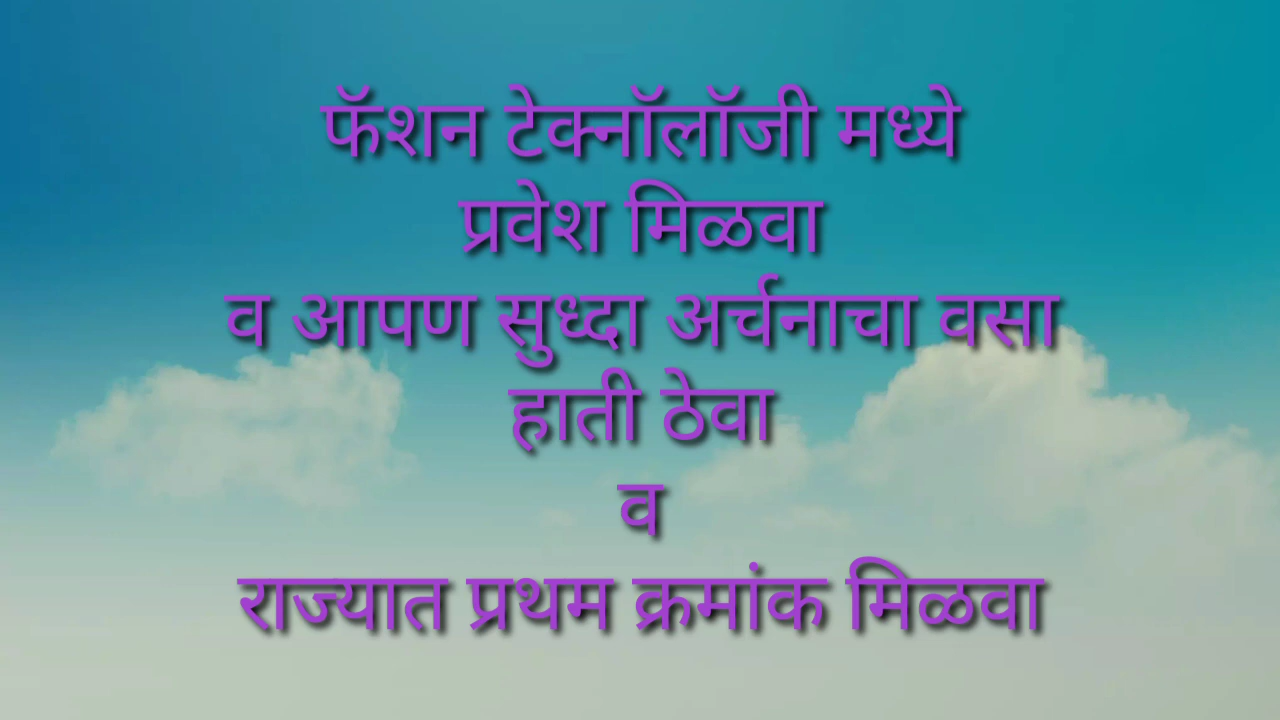 फॅशन टेक्नॉलॉजी मध्ये
प्रवेश मिळवा
व आपण सुध्दा अर्चनाचा वसा
हाती ठेवा
व
राज्यात प्रथम क्रमांक मिळवा